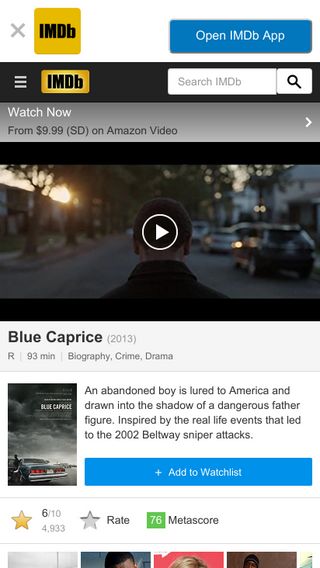 IMDb
Open IMDb App
IMDb
Search IMDb
Watch Now
From $9.99 (SD) on Amazon Video
Blue Caprice (2013)
R | 93 min | Biography, Crime, Drama
BLUE CAPRICE
An abandoned boy is lured to America and
drawn into the shadow of a dangerous father
figure. Inspired by the real life events that led
to the 2002 Beltway sniper attacks.
+ Add to Watchlist
6/10
4,933
Rate
76 Metascore